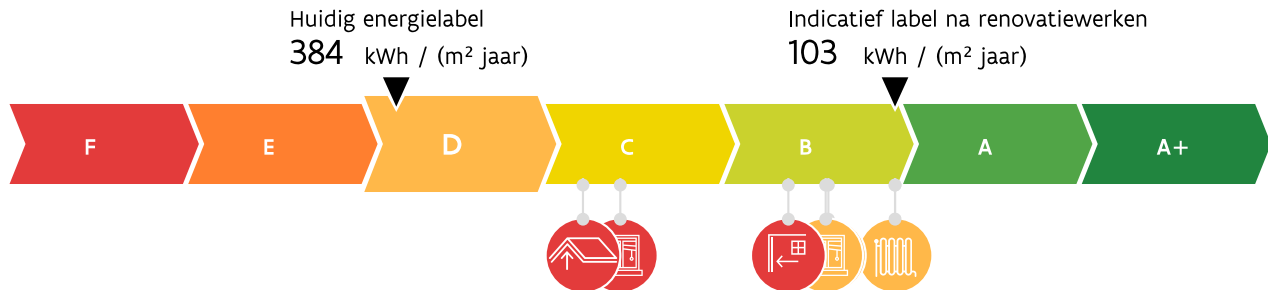 Huidig energielabel
384 kWh / (m² jaar)
Indicatief label na renovatiewerken
103 kWh / (m² jaar)
F E D C B A A+